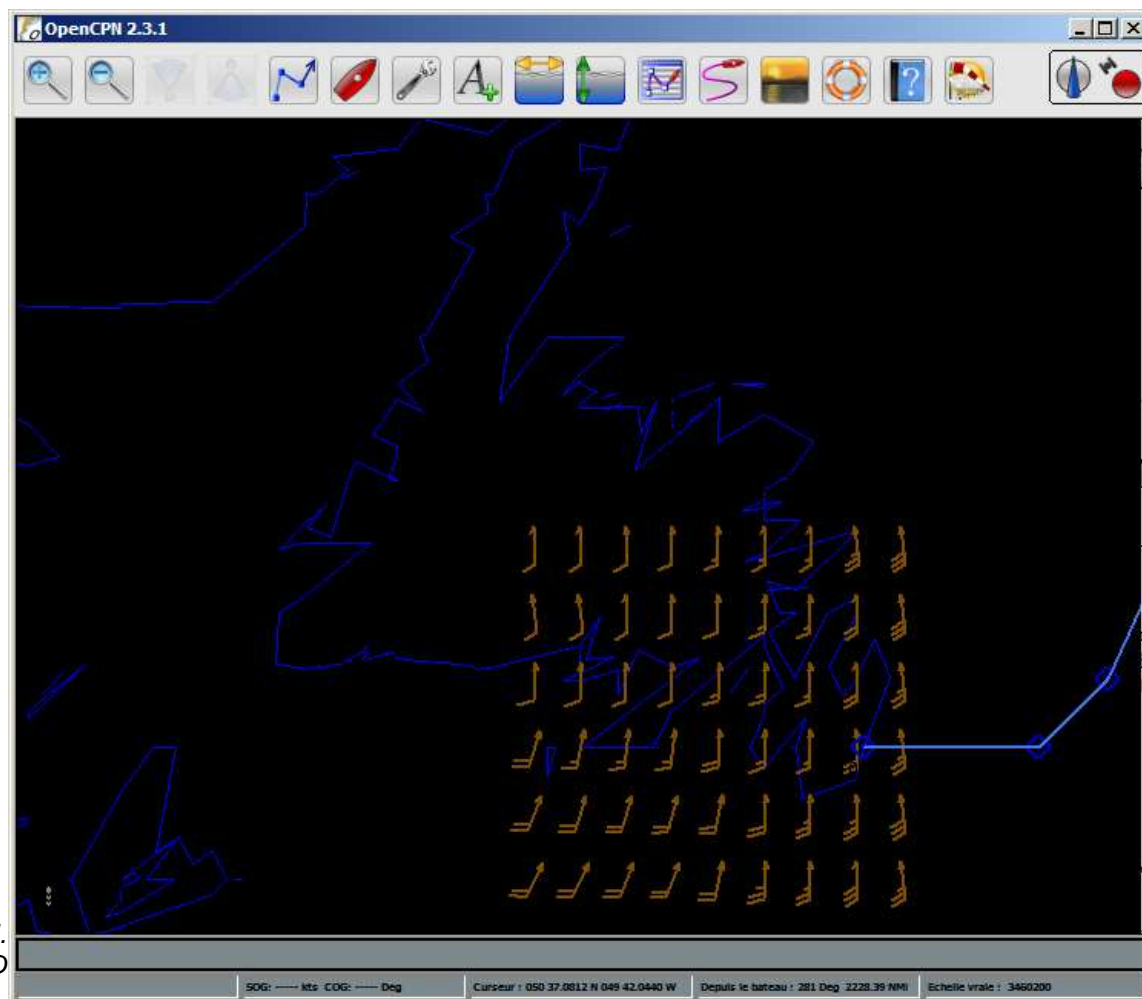 OpenCPN 2.3.1
A
?
SOG: ----- kts COG: ----- Deg
Curseur : 050 37.0812 N 049 42.0440 W
Depuis le bateau : 281 Deg 2228.39 NMi
Echelle vraie : 3460200